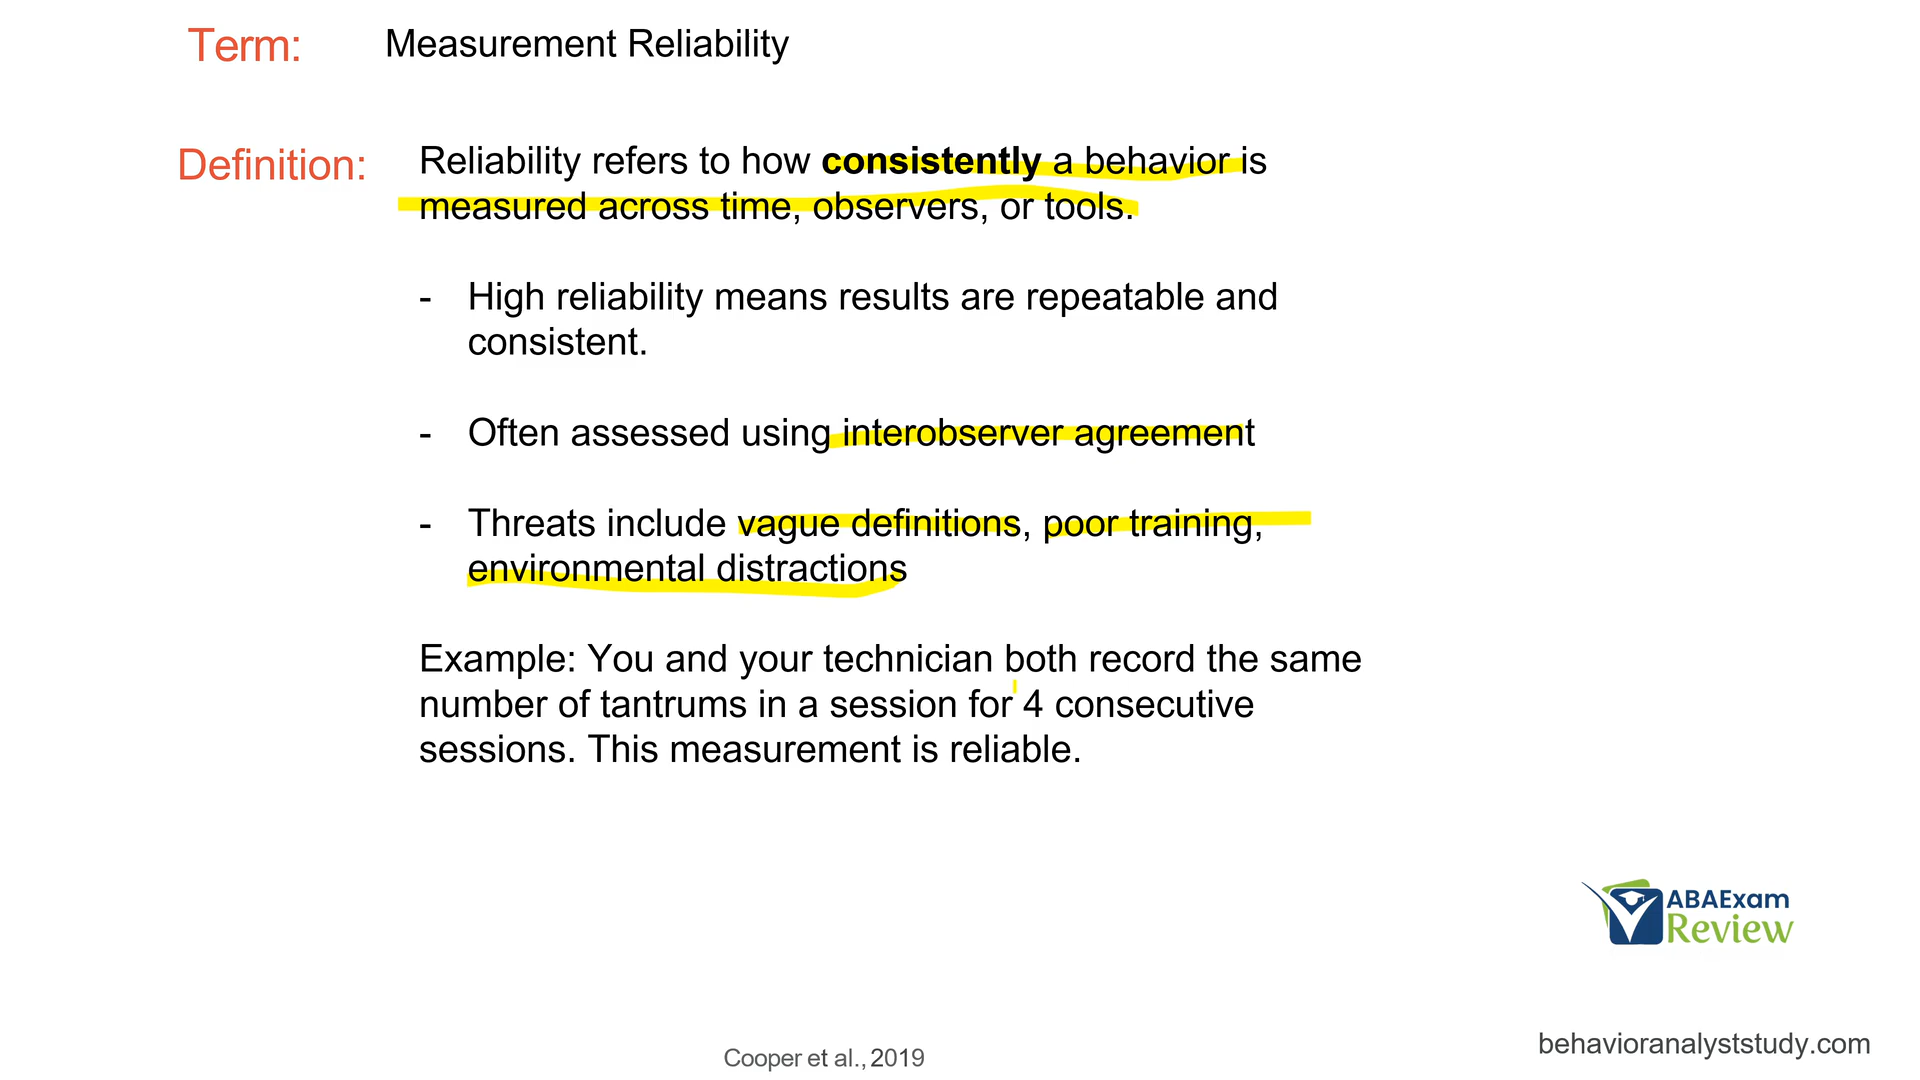 Term: Measurement Reliability
Definition: Reliability refers to how consistently a behavior is
measured across time, observers, or tools.
- High reliability means results are repeatable and
consistent.
- Often assessed using interobserver agreement
- Threats include vague definitions, poor training,
environmental distractions
Example: You and your technician both record the same
number of tantrums in a session for 4 consecutive
sessions. This measurement is reliable.
ABAExam
Review
behavioranalyststudy.com
Cooper et al., 2019